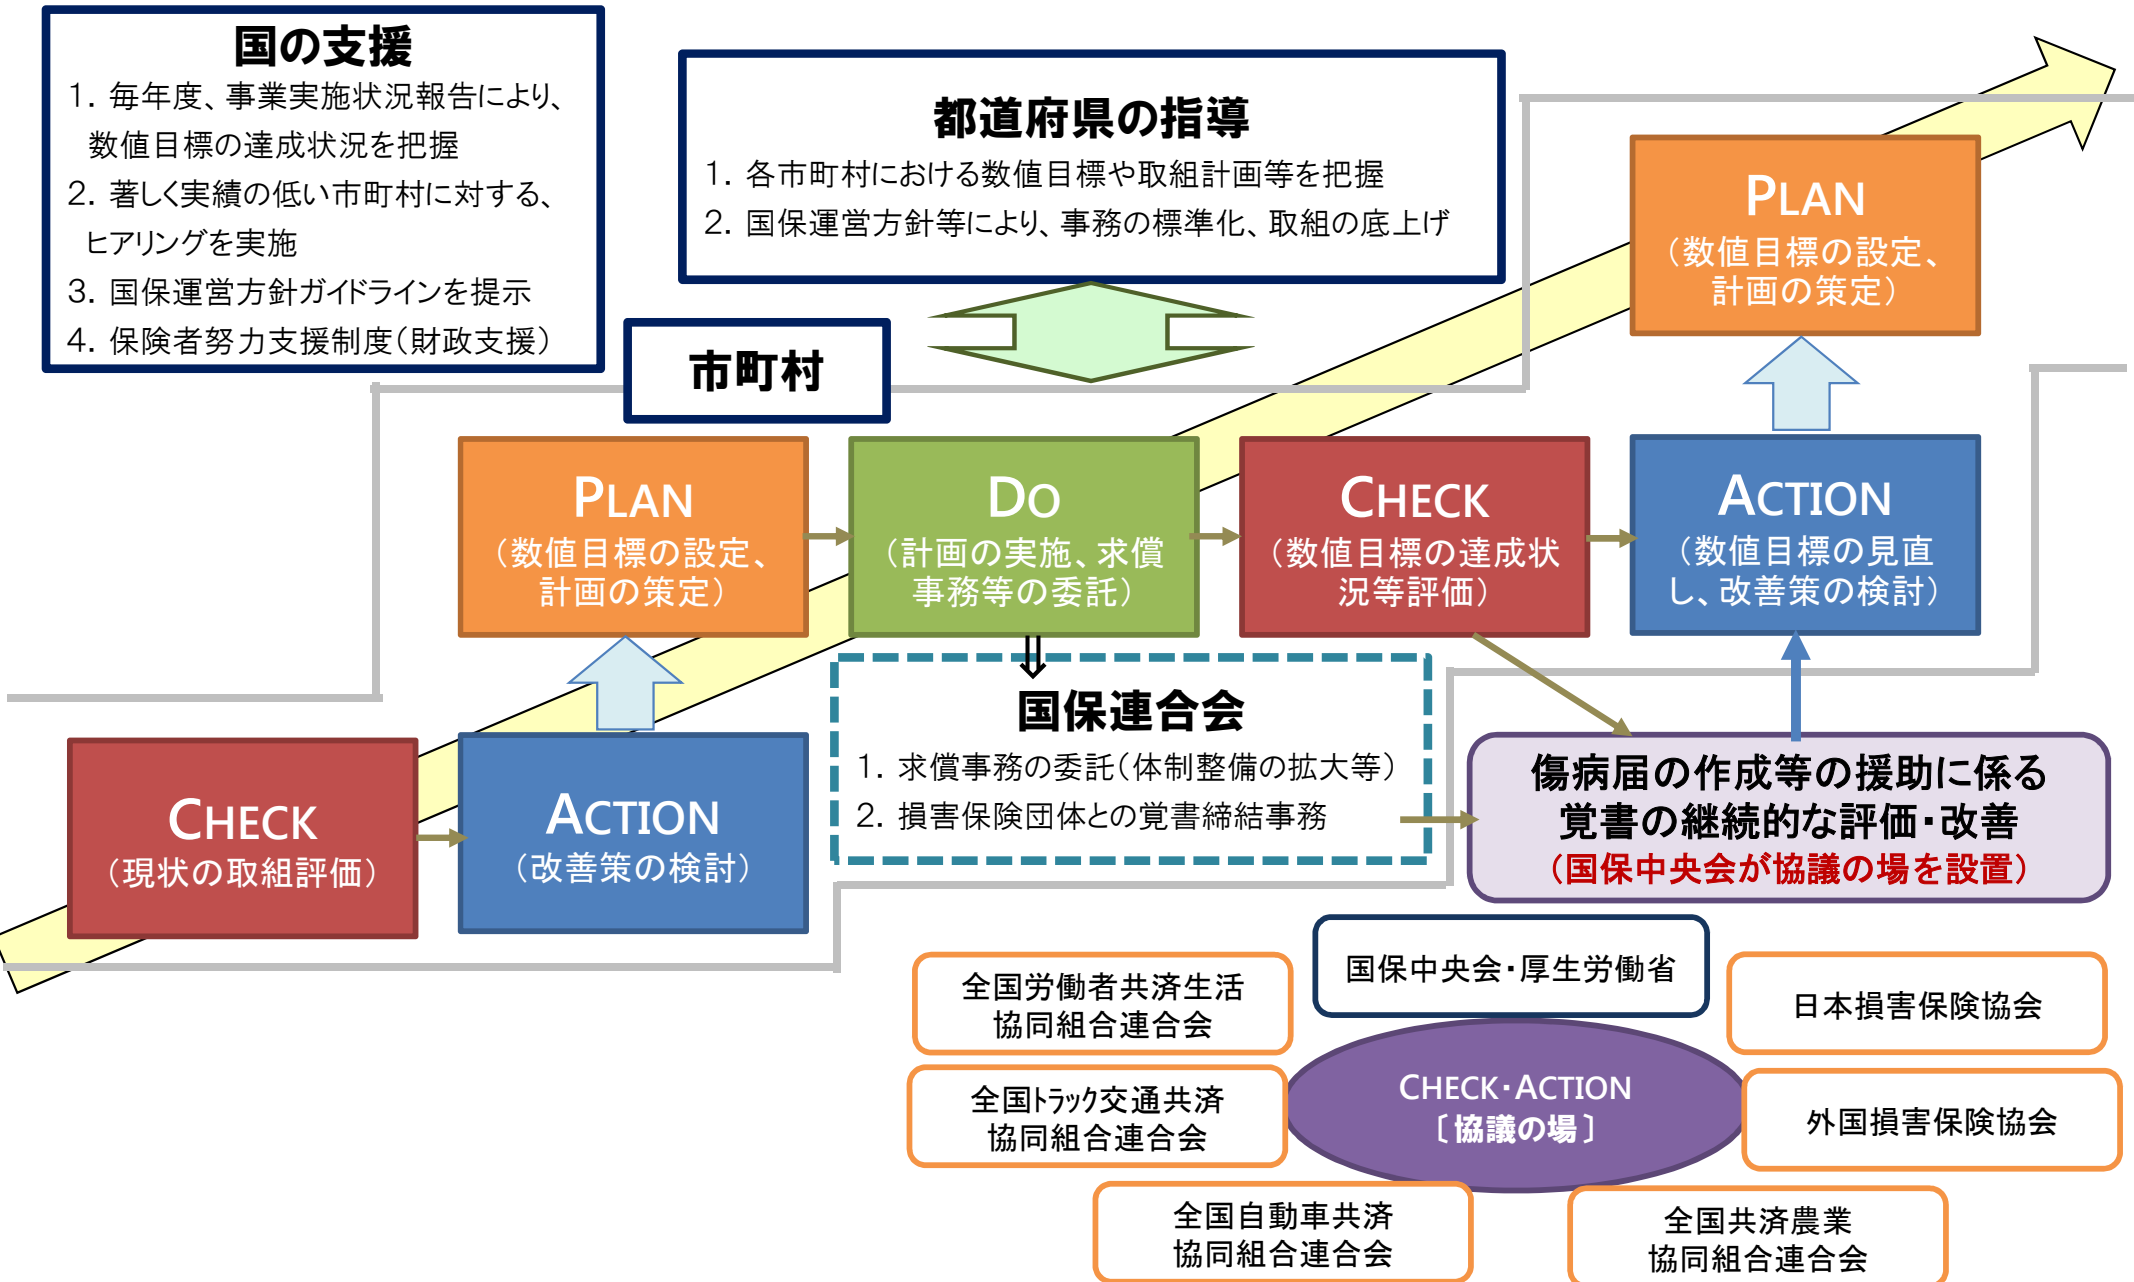 国の支援
1. 毎年度、事業実施状況報告により、
数値目標の達成状況を把握
2. 著しく実績の低い市町村に対する、
ヒアリングを実施
3. 国保運営方針ガイドラインを提示
4. 保険者努力支援制度(財政支援)
都道府県の指導
1. 各市町村における数値目標や取組計画等を把握
2. 国保運営方針等により、事務の標準化、取組の底上げ
市町村
PLAN
(数値目標の設定、
計画の策定)
PLAN
(数値目標の設定、
計画の策定)
DO
(計画の実施、求償
事務等の委託)
CHECK
(数値目標の達成状
況等評価)
ACTION
(数値目標の見直
し、改善策の検討)
CHECK
(現状の取組評価)
ACTION
(改善策の検討)
国保連合会
1. 求償事務の委託(体制整備の拡大等)
2. 損害保険団体との覚書締結事務
傷病届の作成等の援助に係る
覚書の継続的な評価・改善
(国保中央会が協議の場を設置)
国保中央会・厚生労働省
全国労働者共済生活
協同組合連合会
日本損害保険協会
全国トラック交通共済
協同組合連合会
CHECK・ACTION
〔協議の場〕
外国損害保険協会
全国自動車共済
協同組合連合会
全国共済農業
協同組合連合会